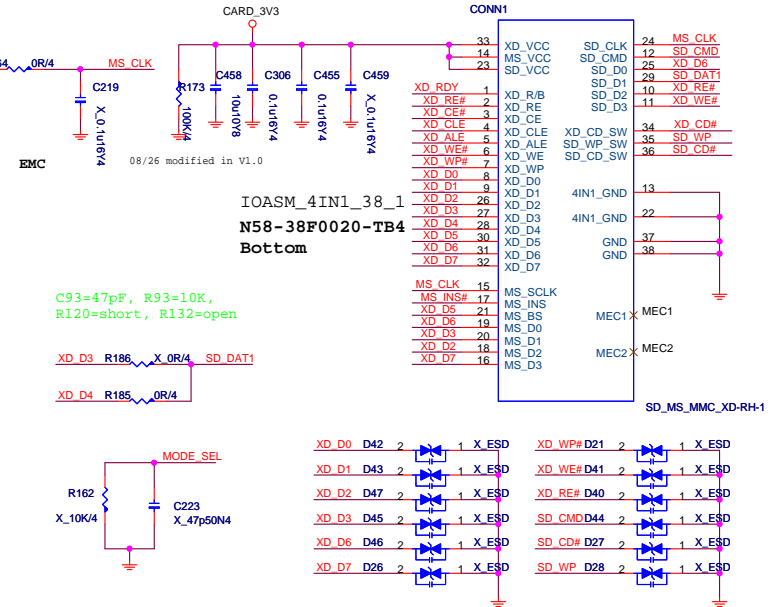 CARD_3V3
CONN1
64 0R/4 MS_CLK
C219
X_0.1u16Y4
R173
100K/4
C458
10u10Y8
C306
0.1u16Y4
C455
0.1u16Y4
C459
X_0.1u16Y4
EMC
08/26 modified in V1.0
IOASM_4IN1_38_1
N58-38F0020-TB4
Bottom
33 XD_VCC
14 MS_VCC
23 SD_VCC
XD_RDY 1 XD_R/B
XD_RE# 2 XD_RE
XD_CE# 3 XD_CE
XD_CLE 4 XD_CLE
XD_ALE 5 XD_ALE
XD_WE# 6 XD_WE
XD_WP# 7 XD_WP
XD_D0 8 XD_D0
XD_D1 9 XD_D1
XD_D2 26 XD_D2
XD_D3 27 XD_D3
XD_D4 28 XD_D4
XD_D5 30 XD_D5
XD_D6 31 XD_D6
XD_D7 32 XD_D7
MS_CLK 15 MS_SCLK
MS_INS# 17 MS_INS
XD_D5 21 MS_BS
XD_D6 19 MS_D0
XD_D3 20 MS_D1
XD_D2 18 MS_D2
XD_D7 16 MS_D3
SD_CLK 24 MS_CLK
SD_CMD 12 SD_CMD
SD_D0 25 XD_D6
SD_D1 29 SD_DAT1
SD_D2 10 XD_RE#
SD_D3 11 XD_WE#
XD_CD_SW 34 XD_CD#
SD_WP_SW 35 SD_WP
SD_CD_SW 36 SD_CD#
4IN1_GND 13
4IN1_GND 22
GND 37
GND 38
MEC1 MEC1
MEC2 MEC2
SD_MS_MMC_XD-RH-1
C93=47pF, R93=10K,
R120=short, R132=open
XD_D3 R186 X_0R/4 SD_DAT1
XD_D4 R185 0R/4
MODE_SEL
R162
X_10K/4
C223
X_47p50N4
XD_D0 D42 2 1 X_ESD
XD_D1 D43 2 1 X_ESD
XD_D2 D47 2 1 X_ESD
XD_D3 D45 2 1 X_ESD
XD_D6 D46 2 1 X_ESD
XD_D7 D26 2 1 X_ESD
XD_WP# D21 2 1 X_ESD
XD_WE# D41 2 1 X_ESD
XD_RE# D40 2 1 X_ESD
SD_CMD D44 2 1 X_ESD
SD_CD# D27 2 1 X_ESD
SD_WP D28 2 1 X_ESD